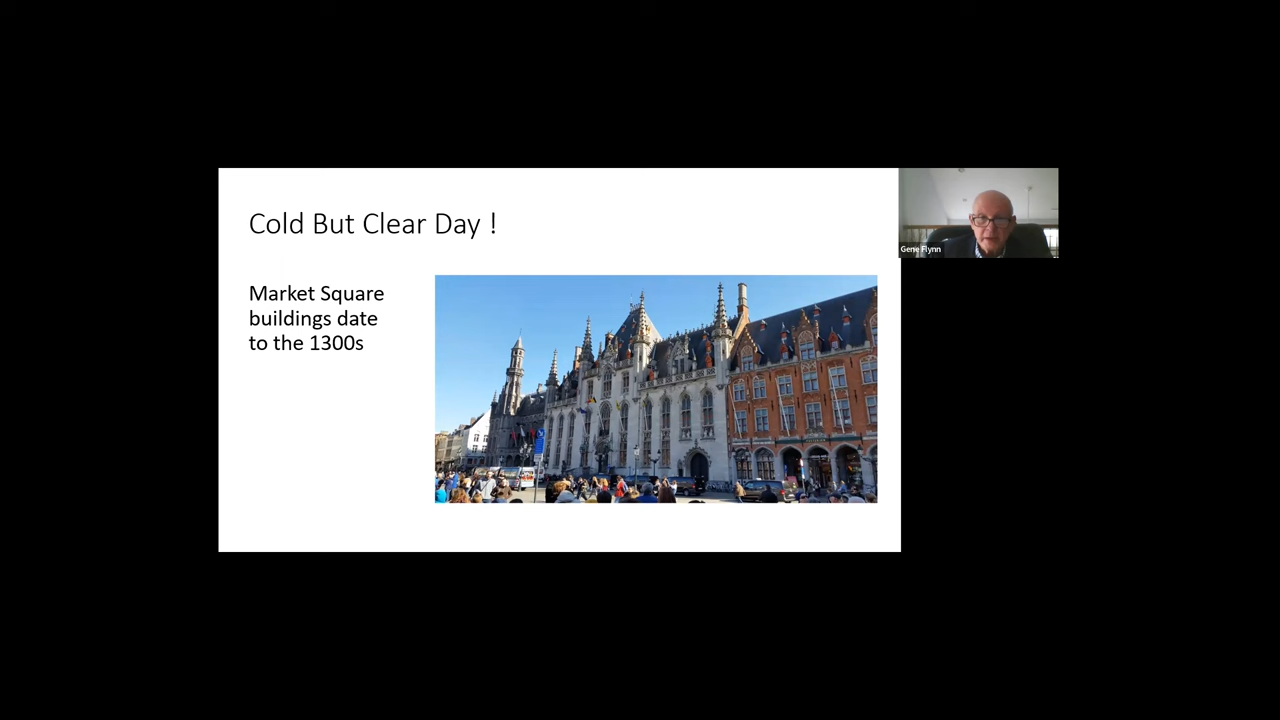 Cold But Clear Day !
Market Square
buildings date
to the 1300s
Gene Flynn